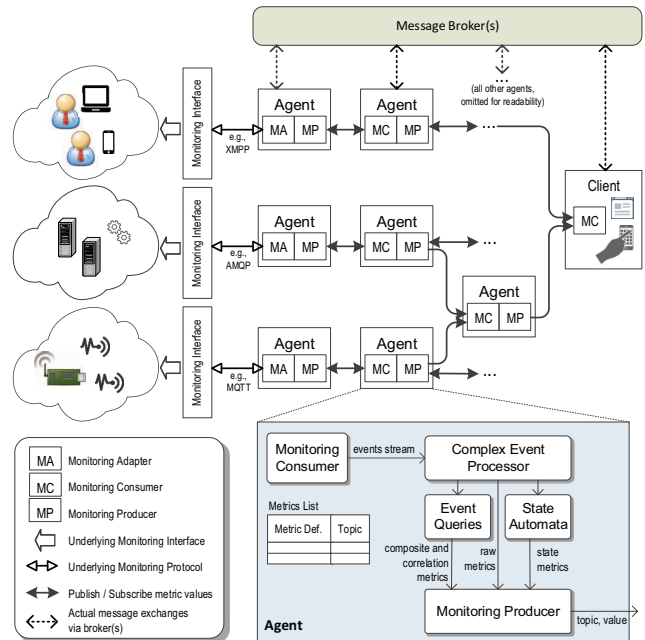 Message Broker(s)
...
(all other agents,
omitted for readability)
Monitoring Interface
e.g.,
XMPP
Agent
MA
MP
Agent
MC
MP
...
Client
MC
Monitoring Interface
e.g.,
AMQP
Agent
MA
MP
Agent
MC
MP
...
Agent
MC
MP
Monitoring Interface
e.g.,
MQTT
Agent
MA
MP
Agent
MC
MP
...
MA
Monitoring Adapter
MC
Monitoring Consumer
MP
Monitoring Producer
Underlying Monitoring Interface
Underlying Monitoring Protocol
Publish / Subscribe metric values
Actual message exchanges
via broker(s)
Monitoring
Consumer
events stream
Complex Event
Processor
Metrics List
Metric Def.
Topic
Event
Queries
State
Automata
composite and
correlation
metrics
raw
metrics
state
metrics
Monitoring Producer
topic, value
Agent